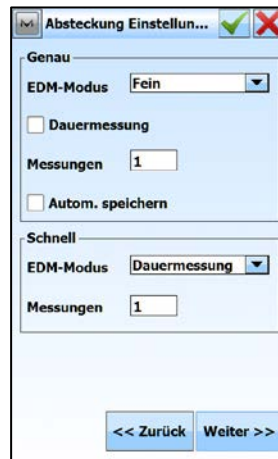 Absteckung Einstellun...
Genau
EDM-Modus Fein
Dauermessung
Messungen 1
Autom. speichern
Schnell
EDM-Modus Dauermessung
Messungen 1
<< Zurück Weiter >>